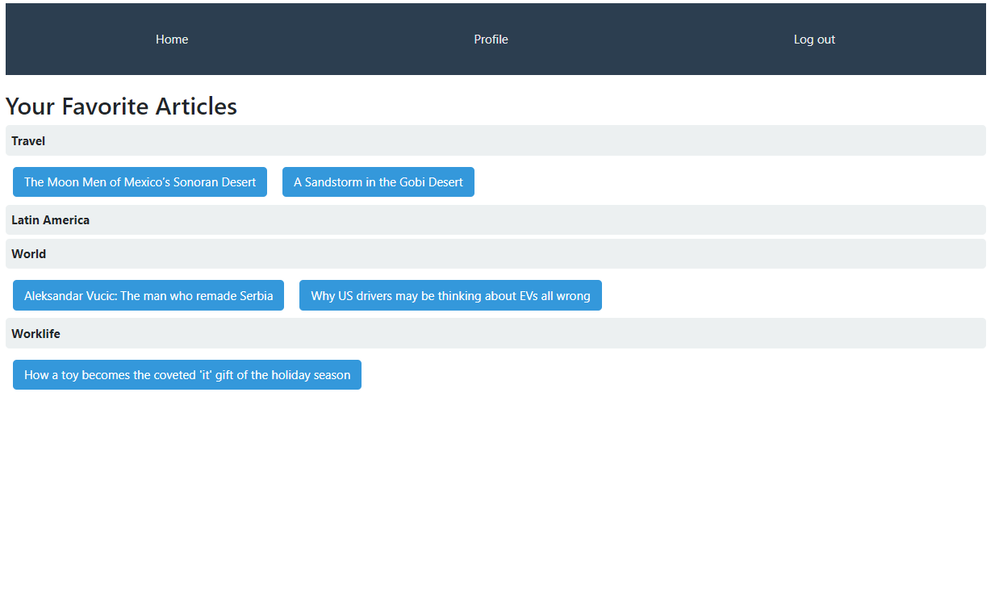 Home Profile Log out
Your Favorite Articles
Travel
The Moon Men of Mexico’s Sonoran Desert A Sandstorm in the Gobi Desert
Latin America
World
Aleksandar Vucic: The man who remade Serbia Why US drivers may be thinking about EVs all wrong
Worklife
How a toy becomes the coveted 'it' gift of the holiday season